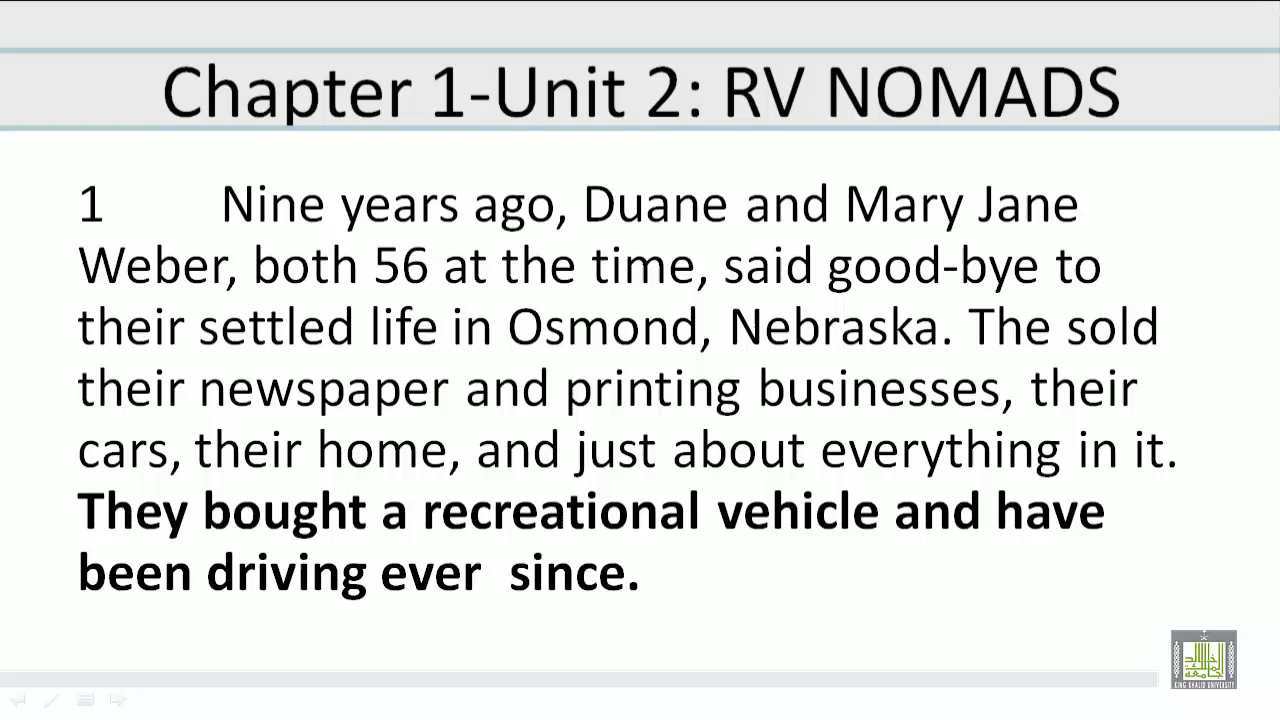 Chapter 1-Unit 2: RV NOMADS
1 Nine years ago, Duane and Mary Jane
Weber, both 56 at the time, said good-bye to
their settled life in Osmond, Nebraska. The sold
their newspaper and printing businesses, their
cars, their home, and just about everything in it.
They bought a recreational vehicle and have
been driving ever since.
KING KHALID UNIVERSITY